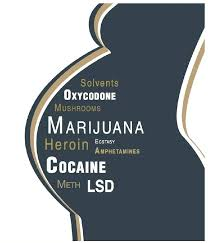 Solvents
Oxycodone
Mushrooms
Marijuana
Heroin Ecstasy
Amphetamines
Cocaine
Meth LSD